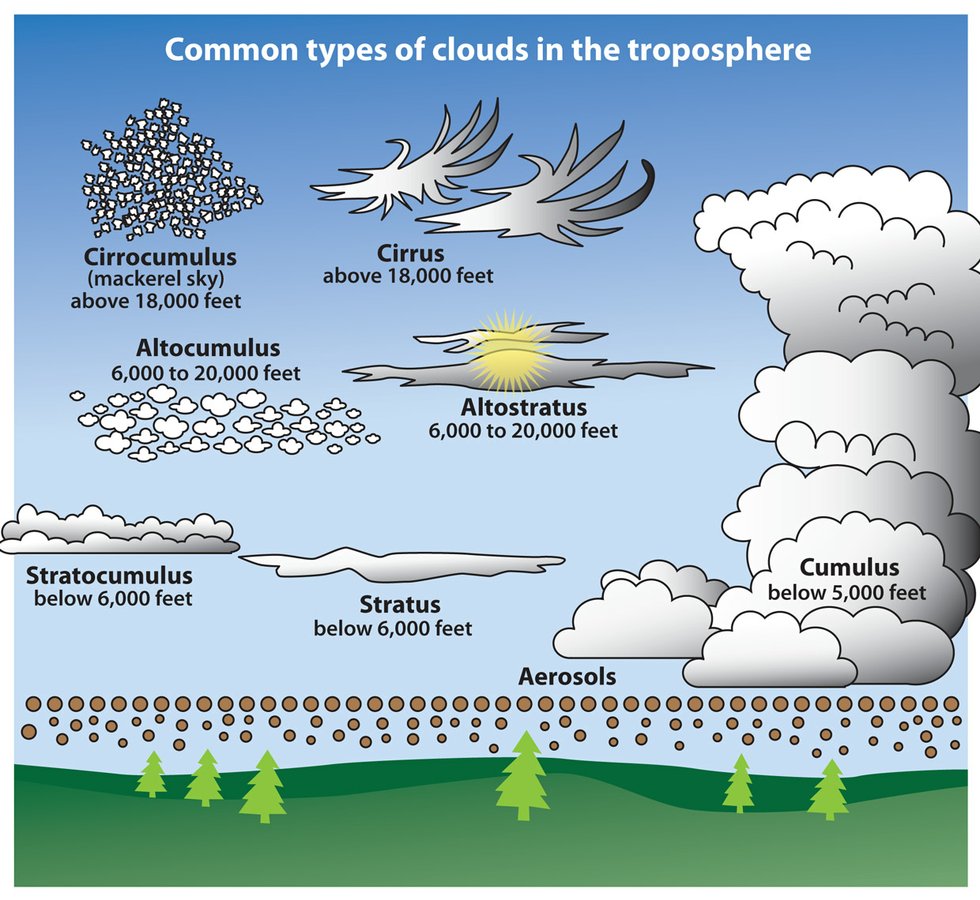 Common types of clouds in the troposphere
Cirrocumulus
(mackerel sky)
above 18,000 feet
Cirrus
above 18,000 feet
Altocumulus
6,000 to 20,000 feet
Altostratus
6,000 to 20,000 feet
Stratocumulus
below 6,000 feet
Stratus
below 6,000 feet
Cumulus
below 5,000 feet
Aerosols